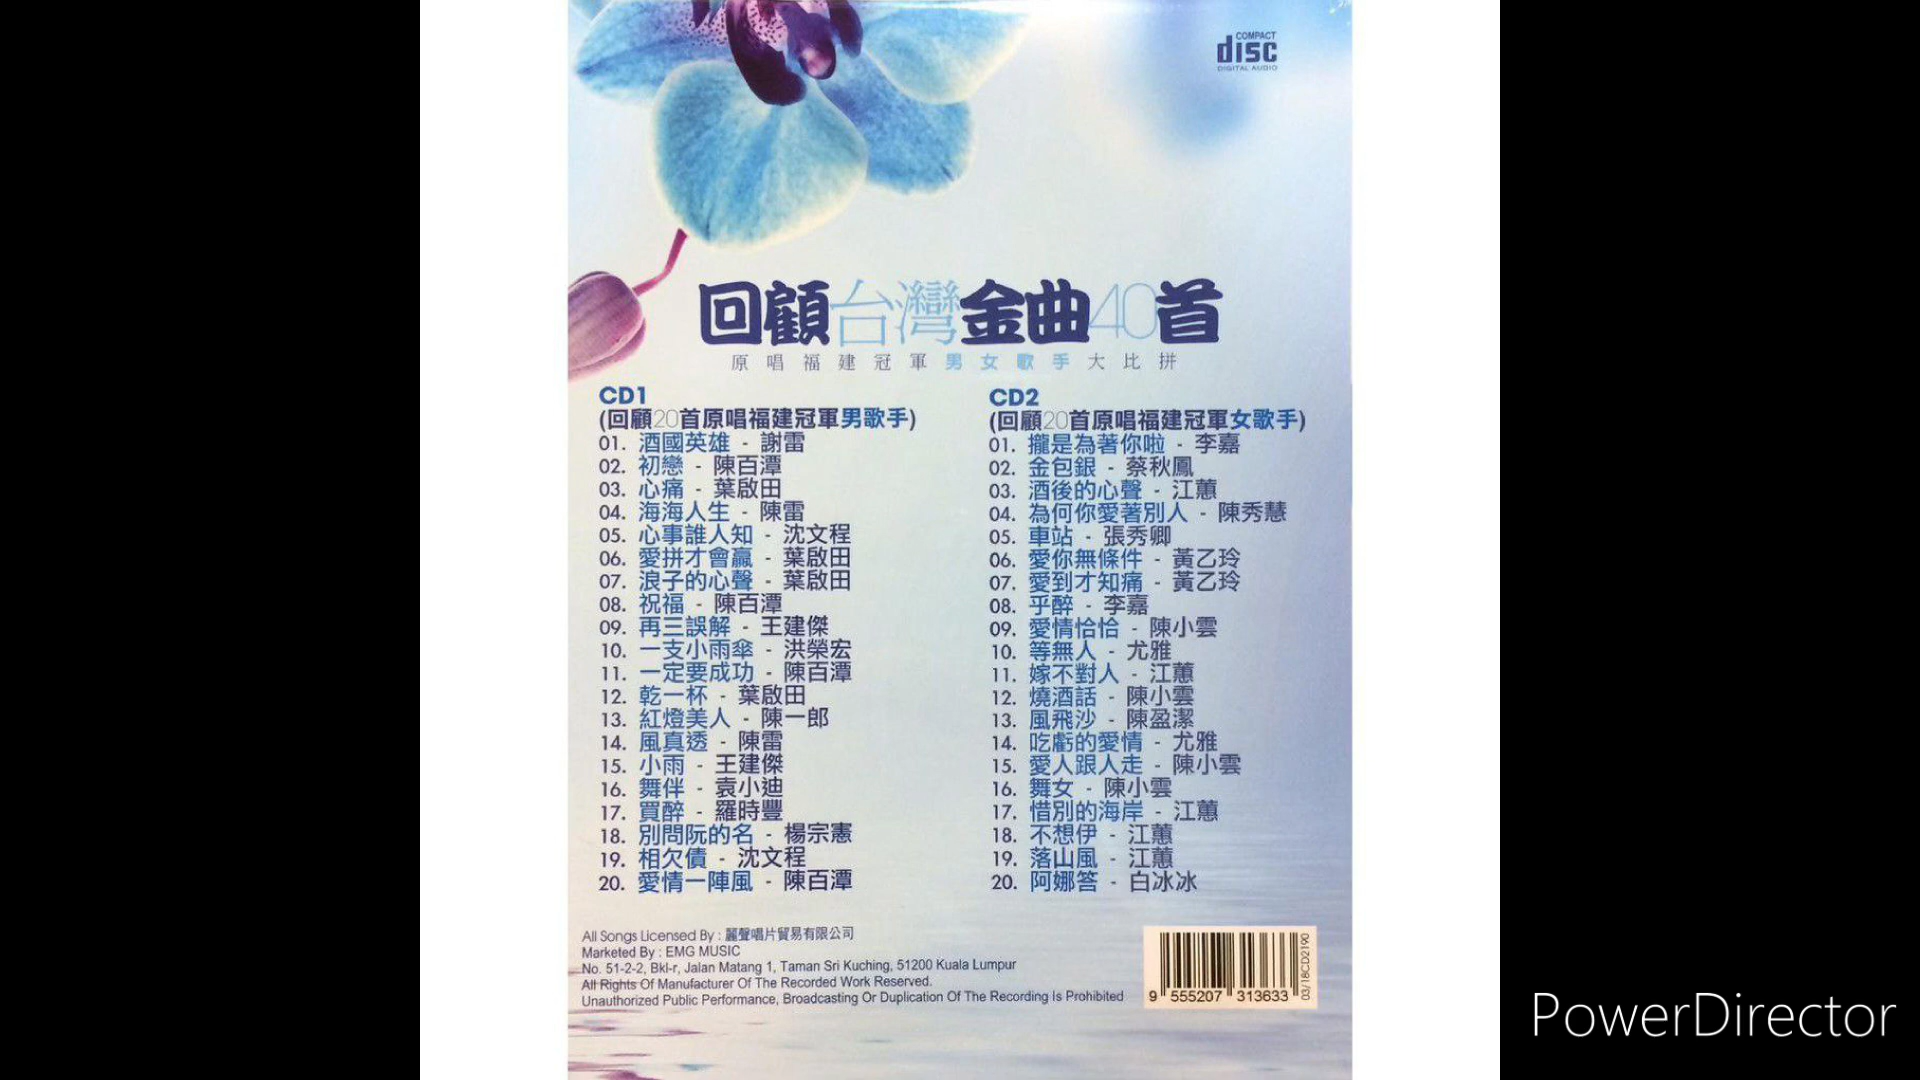 COMPACT
disc
DIGITAL AUDIO
回顧台灣金曲40首
原唱福建冠軍男女歌手大比拼
CD1
(回顧20首原唱福建冠軍男歌手)
01. 酒國英雄 - 謝雷
02. 初戀 - 陳百潭
03. 心痛 - 葉啟田
04. 海海人生 - 陳雷
05. 心事誰人知 - 沈文程
06. 愛拼才會贏 - 葉啟田
07. 浪子的心聲 - 葉啟田
08. 祝福 - 陳百潭
09. 再三誤解 - 王建傑
10. 一支小雨傘 - 洪榮宏
11. 一定要成功 - 陳百潭
12. 乾一杯 - 葉啟田
13. 紅燈美人 - 陳一郎
14. 風真透 - 陳雷
15. 小雨 - 王建傑
16. 舞伴 - 袁小迪
17. 買醉 - 羅時豐
18. 別問阮的名 - 楊宗憲
19. 相欠債 - 沈文程
20. 愛情一陣風 - 陳百潭
CD2
(回顧20首原唱福建冠軍女歌手)
01. 攏是為著你啦 - 李嘉
02. 金包銀 - 蔡秋鳳
03. 酒後的心聲 - 江蕙
04. 為何你愛著別人 - 陳秀慧
05. 車站 - 張秀卿
06. 愛你無條件 - 黃乙玲
07. 愛到才知痛 - 黃乙玲
08. 乎醉 - 李嘉
09. 愛情恰恰 - 陳小雲
10. 等無人 - 尤雅
11. 嫁不對人 - 江蕙
12. 燒酒話 - 陳小雲
13. 風飛沙 - 陳盈潔
14. 吃虧的愛情 - 尤雅
15. 愛人跟人走 - 陳小雲
16. 舞女 - 陳小雲
17. 惜別的海岸 - 江蕙
18. 不想伊 - 江蕙
19. 落山風 - 江蕙
20. 阿娜答 - 白冰冰
All Songs Licensed By : 麗聲唱片貿易有限公司
Marketed By : EMG MUSIC
No. 51-2-2, Bkl-r, Jalan Matang 1, Taman Sri Kuching, 51200 Kuala Lumpur
All Rights Of Manufacturer Of The Recorded Work Reserved.
Unauthorized Public Performance, Broadcasting Or Duplication Of The Recording Is Prohibited
9 555207 313633
03/18CD2190
PowerDirector